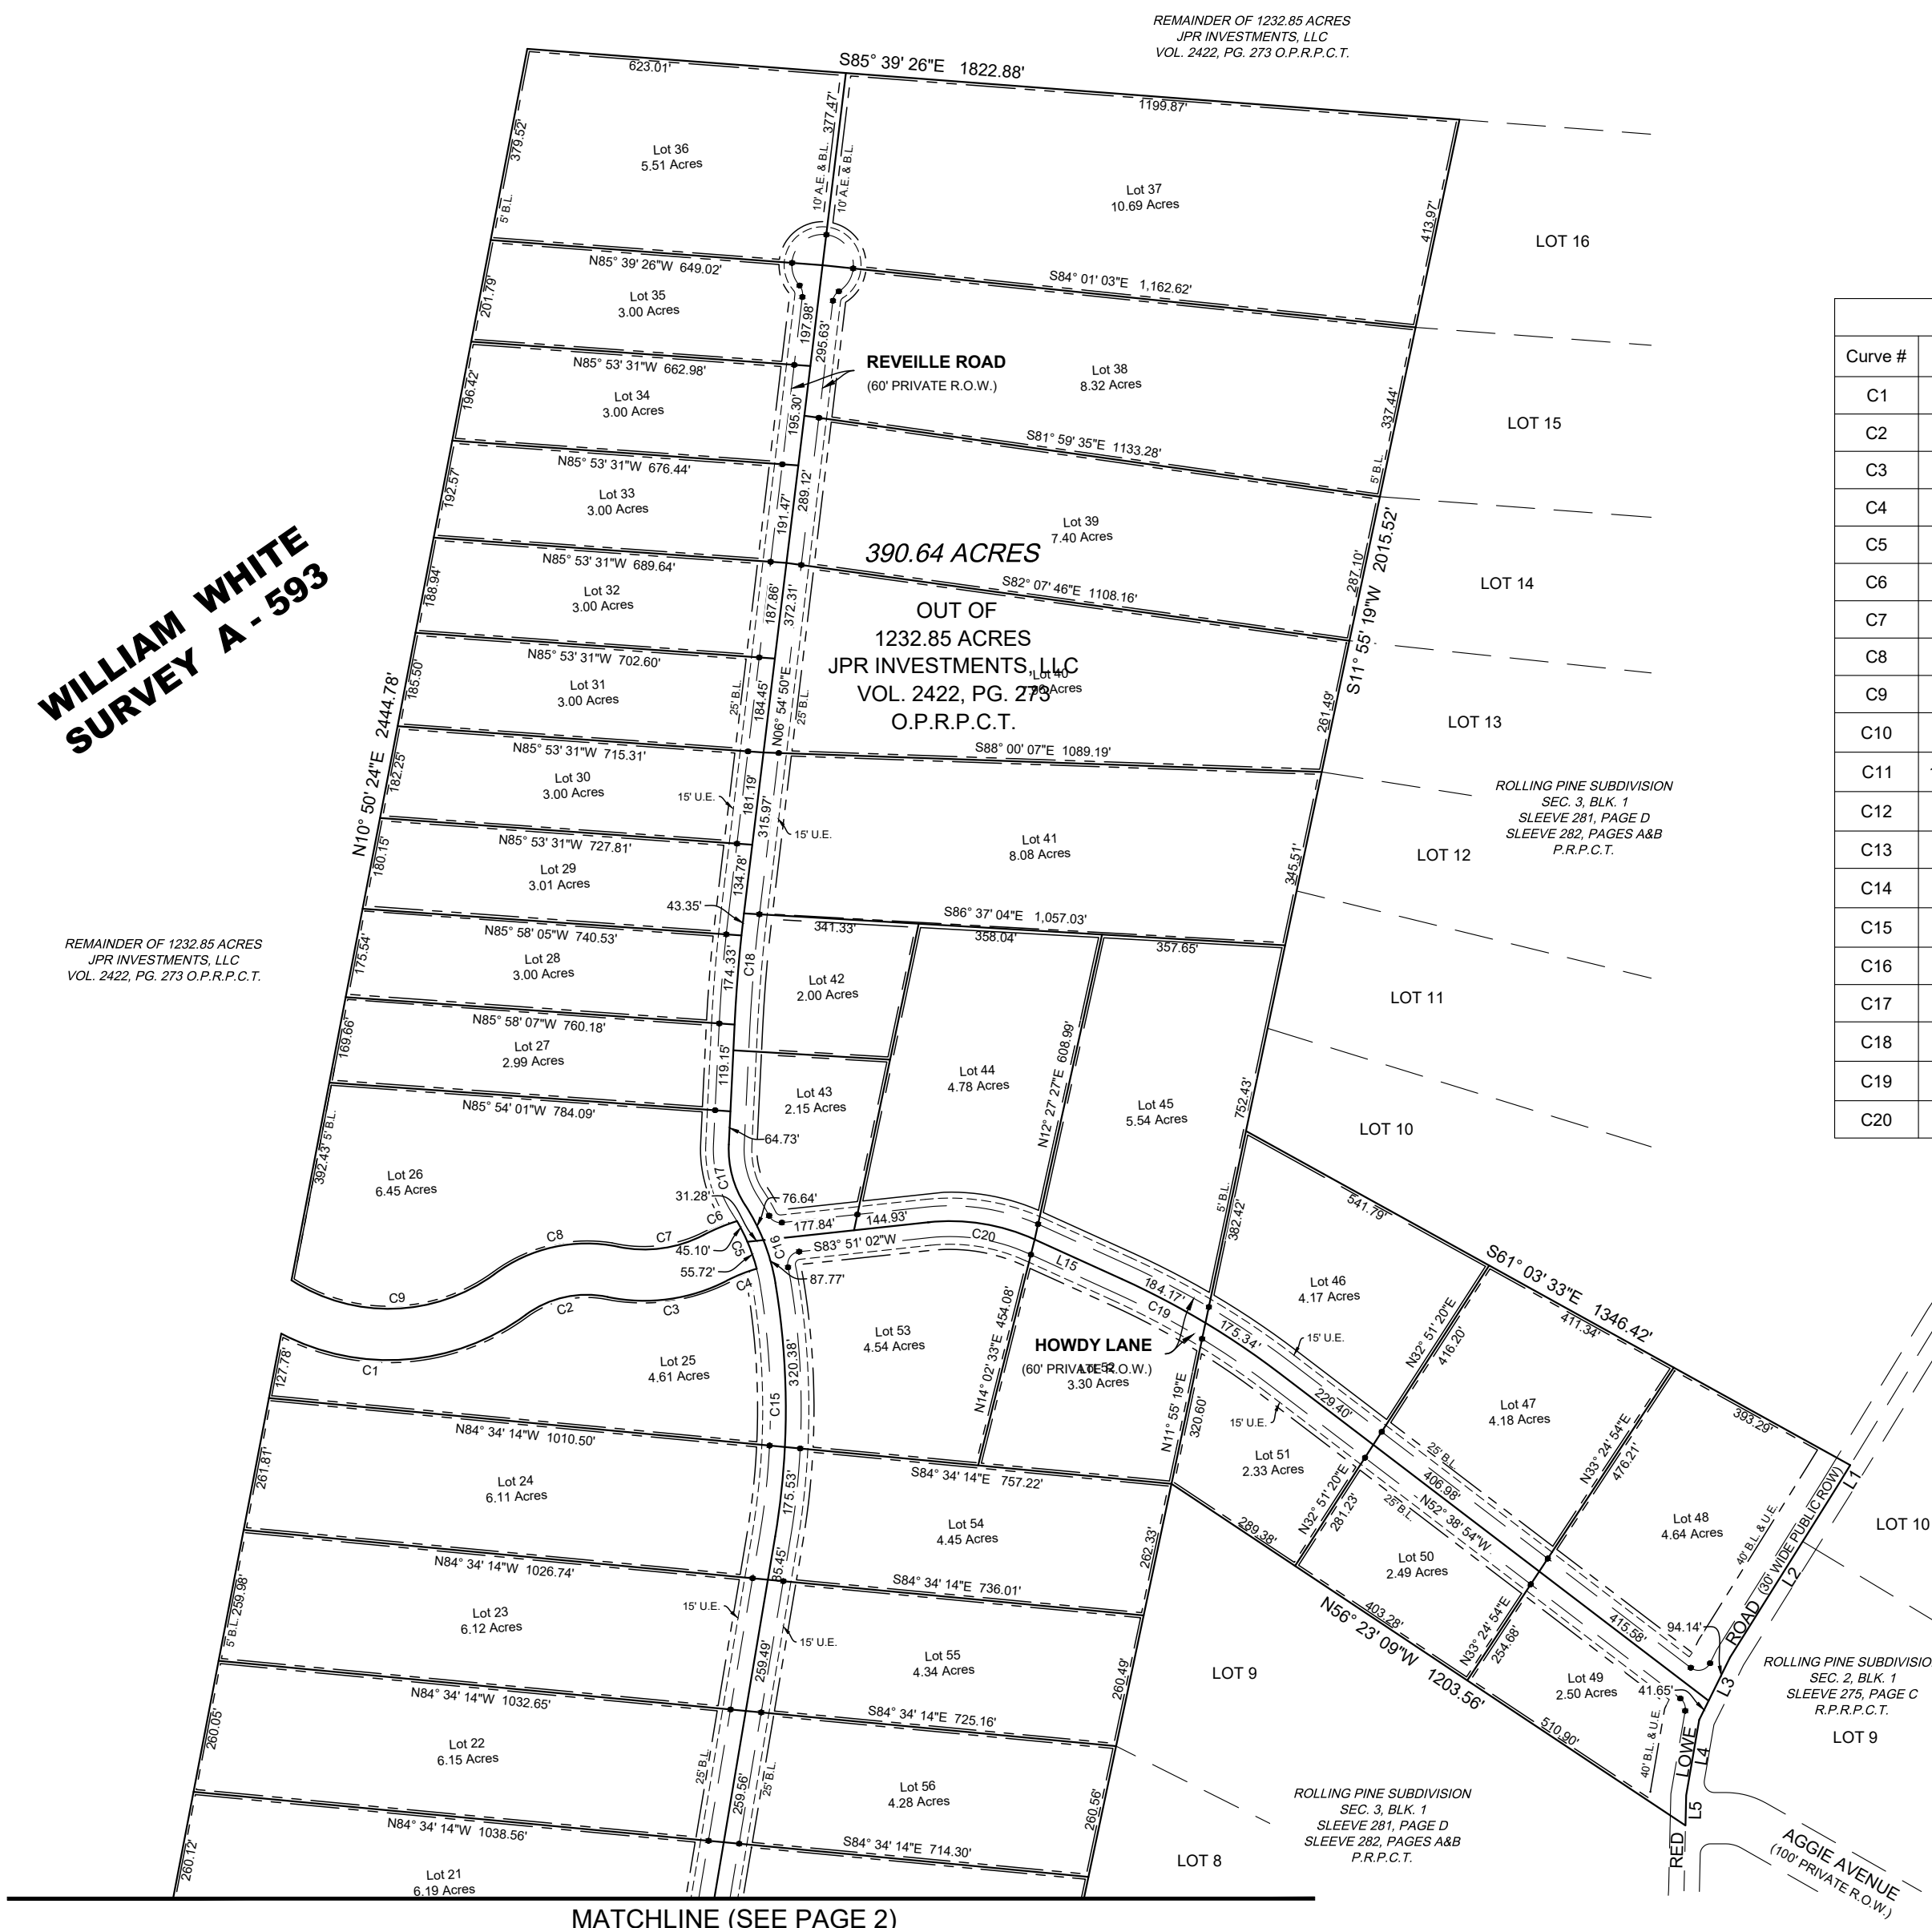 REMAINDER OF 1232.85 ACRES
JPR INVESTMENTS, LLC
VOL. 2422, PG. 273 O.P.R.P.C.T.
S85° 39' 26"E 1822.88'
623.01'
1199.87'
379.52'
5' B.L.
Lot 36
5.51 Acres
377.47'
10' A.E. & B.L.
10' A.E. & B.L.
Lot 37
10.69 Acres
413.97'
LOT 16
N85° 39' 26"W 649.02'
S84° 01' 03"E 1,162.62'
201.79'
Lot 35
3.00 Acres
197.98'
295.63'
N85° 53' 31"W 662.98'
REVEILLE ROAD
(60' PRIVATE R.O.W.)
Lot 38
8.32 Acres
337.44'
5' B.L.
LOT 15
196.42'
Lot 34
3.00 Acres
195.30'
N85° 53' 31"W 676.44'
S81° 59' 35"E 1133.28'
192.57'
Lot 33
3.00 Acres
191.47'
289.12'
Lot 39
7.40 Acres
287.10'
S11° 55' 19"W 2015.52'
LOT 14
390.64 ACRES
N85° 53' 31"W 689.64'
S82° 07' 46"E 1108.16'
WILLIAM WHITE
SURVEY A - 593
188.94'
Lot 32
3.00 Acres
187.86'
372.31'
OUT OF
1232.85 ACRES
JPR INVESTMENTS, LLC
VOL. 2422, PG. 273
O.P.R.P.C.T.
Lot 40
Acres
N85° 53' 31"W 702.60'
185.50'
Lot 31
3.00 Acres
25' B.L.
184.45'
N06° 54' 50"E
25' B.L.
261.49'
LOT 13
N10° 50' 24"E 2444.78'
N85° 53' 31"W 715.31'
S88° 00' 07"E 1089.19'
182.25'
Lot 30
3.00 Acres
15' U.E.
181.19'
315.97'
15' U.E.
ROLLING PINE SUBDIVISION
SEC. 3, BLK. 1
SLEEVE 281, PAGE D
SLEEVE 282, PAGES A&B
P.R.P.C.T.
N85° 53' 31"W 727.81'
Lot 41
8.08 Acres
345.51'
LOT 12
180.15'
Lot 29
3.01 Acres
134.78'
43.35'
S86° 37' 04"E 1,057.03'
341.33'
358.04'
357.65'
REMAINDER OF 1232.85 ACRES
JPR INVESTMENTS, LLC
VOL. 2422, PG. 273 O.P.R.P.C.T.
N85° 58' 05"W 740.53'
175.54'
Lot 28
3.00 Acres
174.33'
C18
Lot 42
2.00 Acres
LOT 11
N85° 58' 07"W 760.18'
169.66'
Lot 27
2.99 Acres
119.15'
Lot 43
2.15 Acres
Lot 44
4.78 Acres
N12° 27' 27"E 608.99'
Lot 45
5.54 Acres
752.43'
LOT 10
N85° 54' 01"W 784.09'
64.73'
392.43'
5' B.L.
Lot 26
6.45 Acres
C17
31.28'
76.64'
177.84'
144.93'
S83° 51' 02"W
C20
C6
C7
C8
C9
45.10'
C5
C16
55.72'
87.77'
C4
C3
C2
C1
L15
184.17'
C19
5' B.L.
382.42'
541.79'
S61° 03' 33"E 1346.42'
Lot 46
4.17 Acres
175.34'
15' U.E.
127.78'
Lot 25
4.61 Acres
C15
320.38'
Lot 53
4.54 Acres
N14° 02' 33"E 454.08'
HOWDY LANE
(60' PRIVATE R.O.W.)
Lot 52
3.30 Acres
N11° 55' 19"E
320.60'
229.40'
N32° 51' 20"E
416.20'
411.34'
Lot 47
4.18 Acres
393.29'
N84° 34' 14"W 1010.50'
S84° 34' 14"E 757.22'
15' U.E.
Lot 51
2.33 Acres
25' B.L.
406.98'
N33° 24' 54"E
476.21'
261.81'
Lot 24
6.11 Acres
175.53'
289.38'
N32° 51' 20"E
281.23'
25' B.L.
N52° 38' 54"W
Lot 48
4.64 Acres
40' B.L. & U.E.
(30' WIDE PUBLIC ROW)
L1
LOT 10
Lot 54
4.45 Acres
262.33'
Lot 50
2.49 Acres
L2
N84° 34' 14"W 1026.74'
85.45'
S84° 34' 14"E 736.01'
15' U.E.
259.98'
5' B.L.
Lot 23
6.12 Acres
15' U.E.
259.49'
Lot 55
4.34 Acres
260.49'
LOT 9
403.28'
N56° 23' 09"W 1203.56'
N33° 24' 54"E
254.68'
415.58'
94.14'
RED LOWE ROAD
Lot 49
2.50 Acres
41.65'
L3
ROLLING PINE SUBDIVISIO
SEC. 2, BLK. 1
SLEEVE 275, PAGE C
R.P.R.P.C.T.
LOT 9
N84° 34' 14"W 1032.65'
S84° 34' 14"E 725.16'
260.05'
Lot 22
6.15 Acres
25' B.L.
259.56'
25' B.L.
Lot 56
4.28 Acres
260.56'
510.90'
40' B.L. & U.E.
L4
L5
ROLLING PINE SUBDIVISION
SEC. 3, BLK. 1
SLEEVE 281, PAGE D
SLEEVE 282, PAGES A&B
P.R.P.C.T.
LOT 8
AGGIE AVENUE
(100' PRIVATE R.O.W.)
N84° 34' 14"W 1038.56'
S84° 34' 14"E 714.30'
260.12'
Lot 21
6.19 Acres
MATCHLINE (SEE PAGE 2)
Curve #
C1
C2
C3
C4
C5
C6
C7
C8
C9
C10
C11
C12
C13
C14
C15
C16
C17
C18
C19
C20